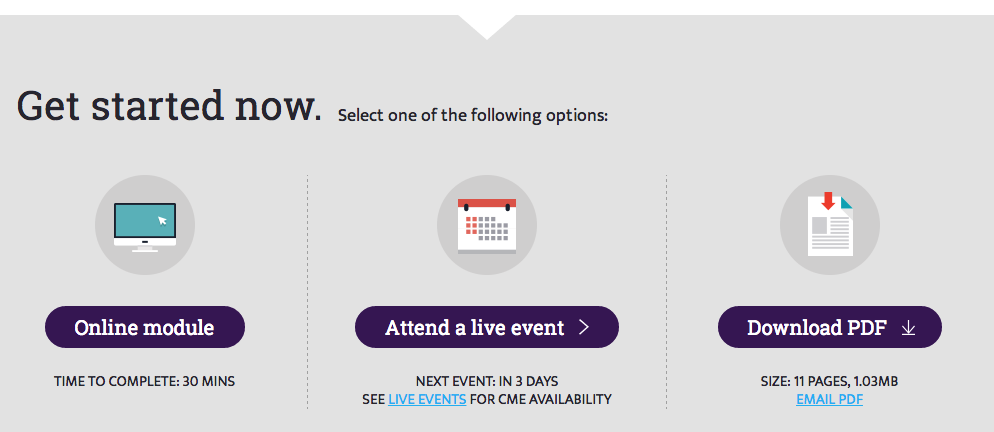 Get started now. Select one of the following options:
Online module
TIME TO COMPLETE: 30 MINS
Attend a live event
NEXT EVENT: IN 3 DAYS
SEE LIVE EVENTS FOR CME AVAILABILITY
Download PDF
SIZE: 11 PAGES, 1.03MB
EMAIL PDF